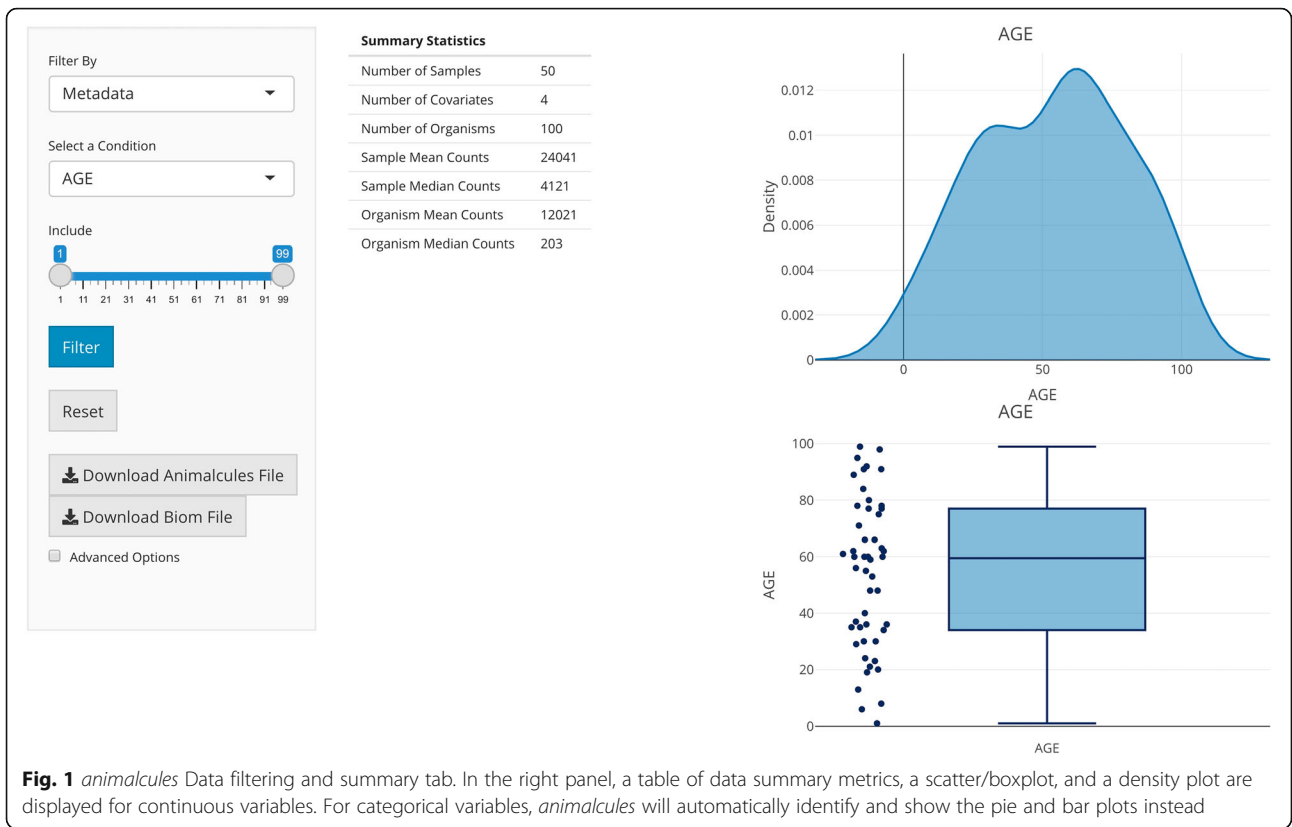 Filter By
Metadata
Select a Condition
AGE
Include
1 99
1 11 21 31 41 51 61 71 81 91 99
Filter
Reset
Download Animalcules File
Download Biom File
Advanced Options
Summary Statistics
Number of Samples 50
Number of Covariates 4
Number of Organisms 100
Sample Mean Counts 24041
Sample Median Counts 4121
Organism Mean Counts 12021
Organism Median Counts 203
AGE
0.012
0.01
0.008
0.006
0.004
0.002
0
Density
0 50 100
AGE
AGE
100
80
60
40
20
0
AGE
AGE
Fig. 1 animalcules Data filtering and summary tab. In the right panel, a table of data summary metrics, a scatter/boxplot, and a density plot are
displayed for continuous variables. For categorical variables, animalcules will automatically identify and show the pie and bar plots instead